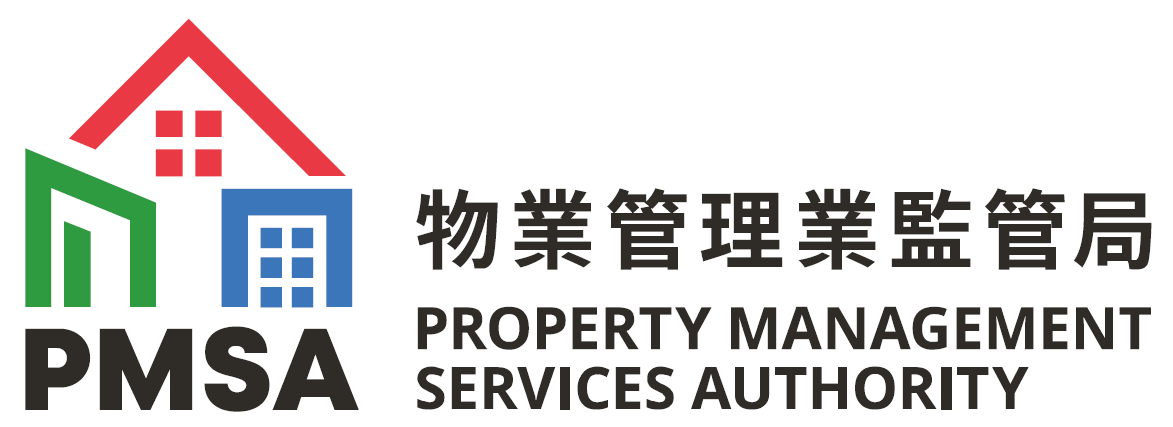 PMSA
物業管理業監管局
PROPERTY MANAGEMENT
SERVICES AUTHORITY